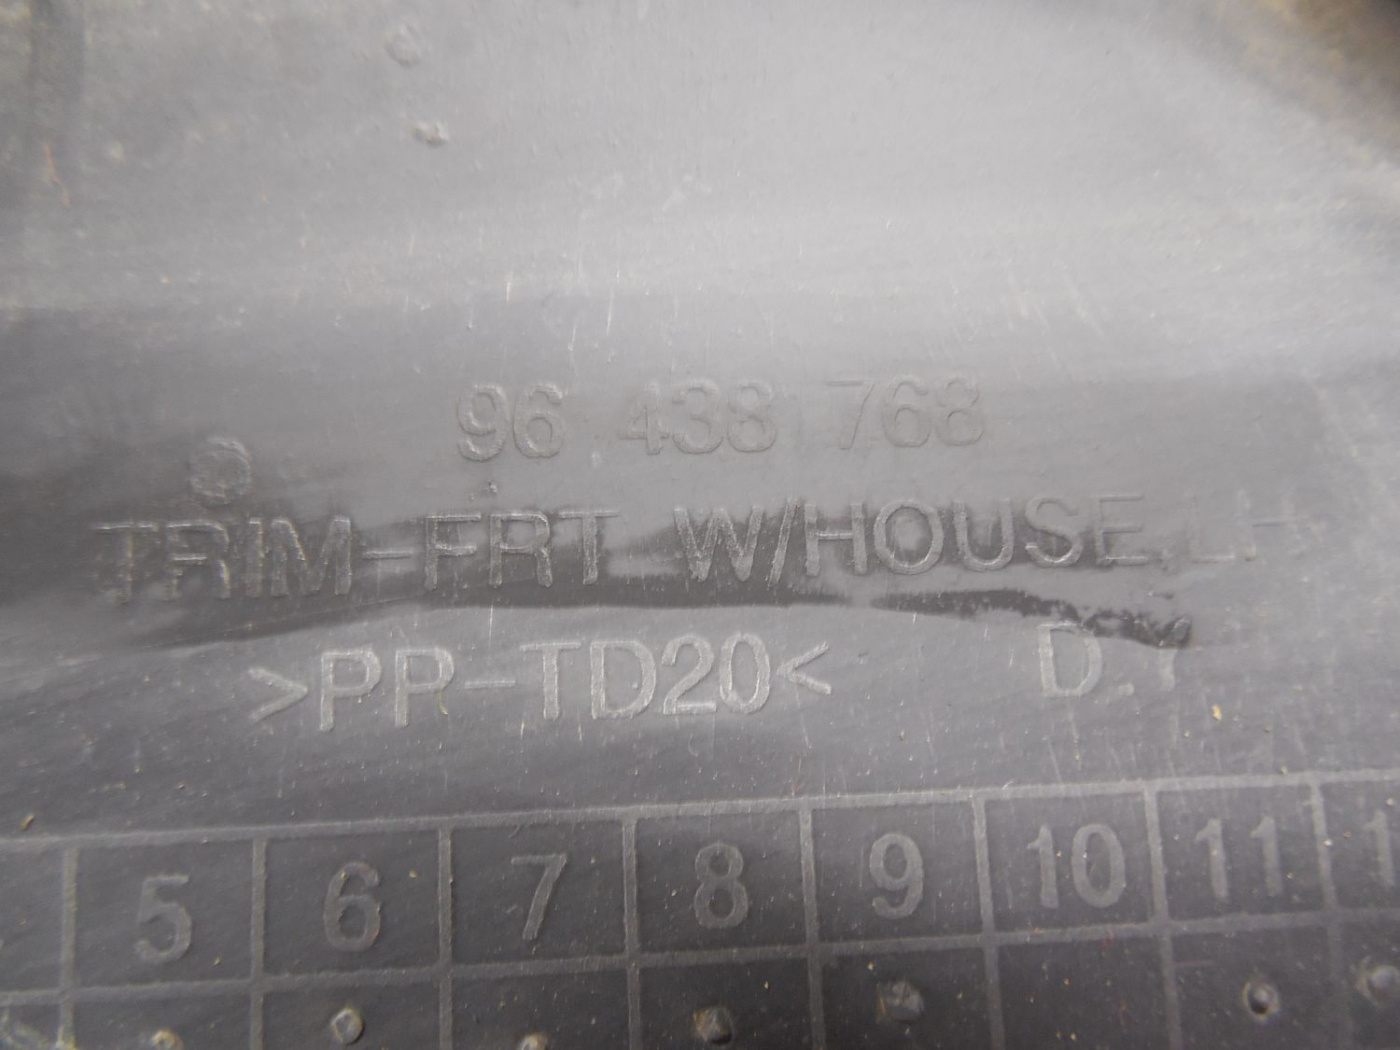 96 438 768
TRIM-FRT W/HOUSE,LH
>PP-TD20< D.Y
5 6 7 8 9 10 11